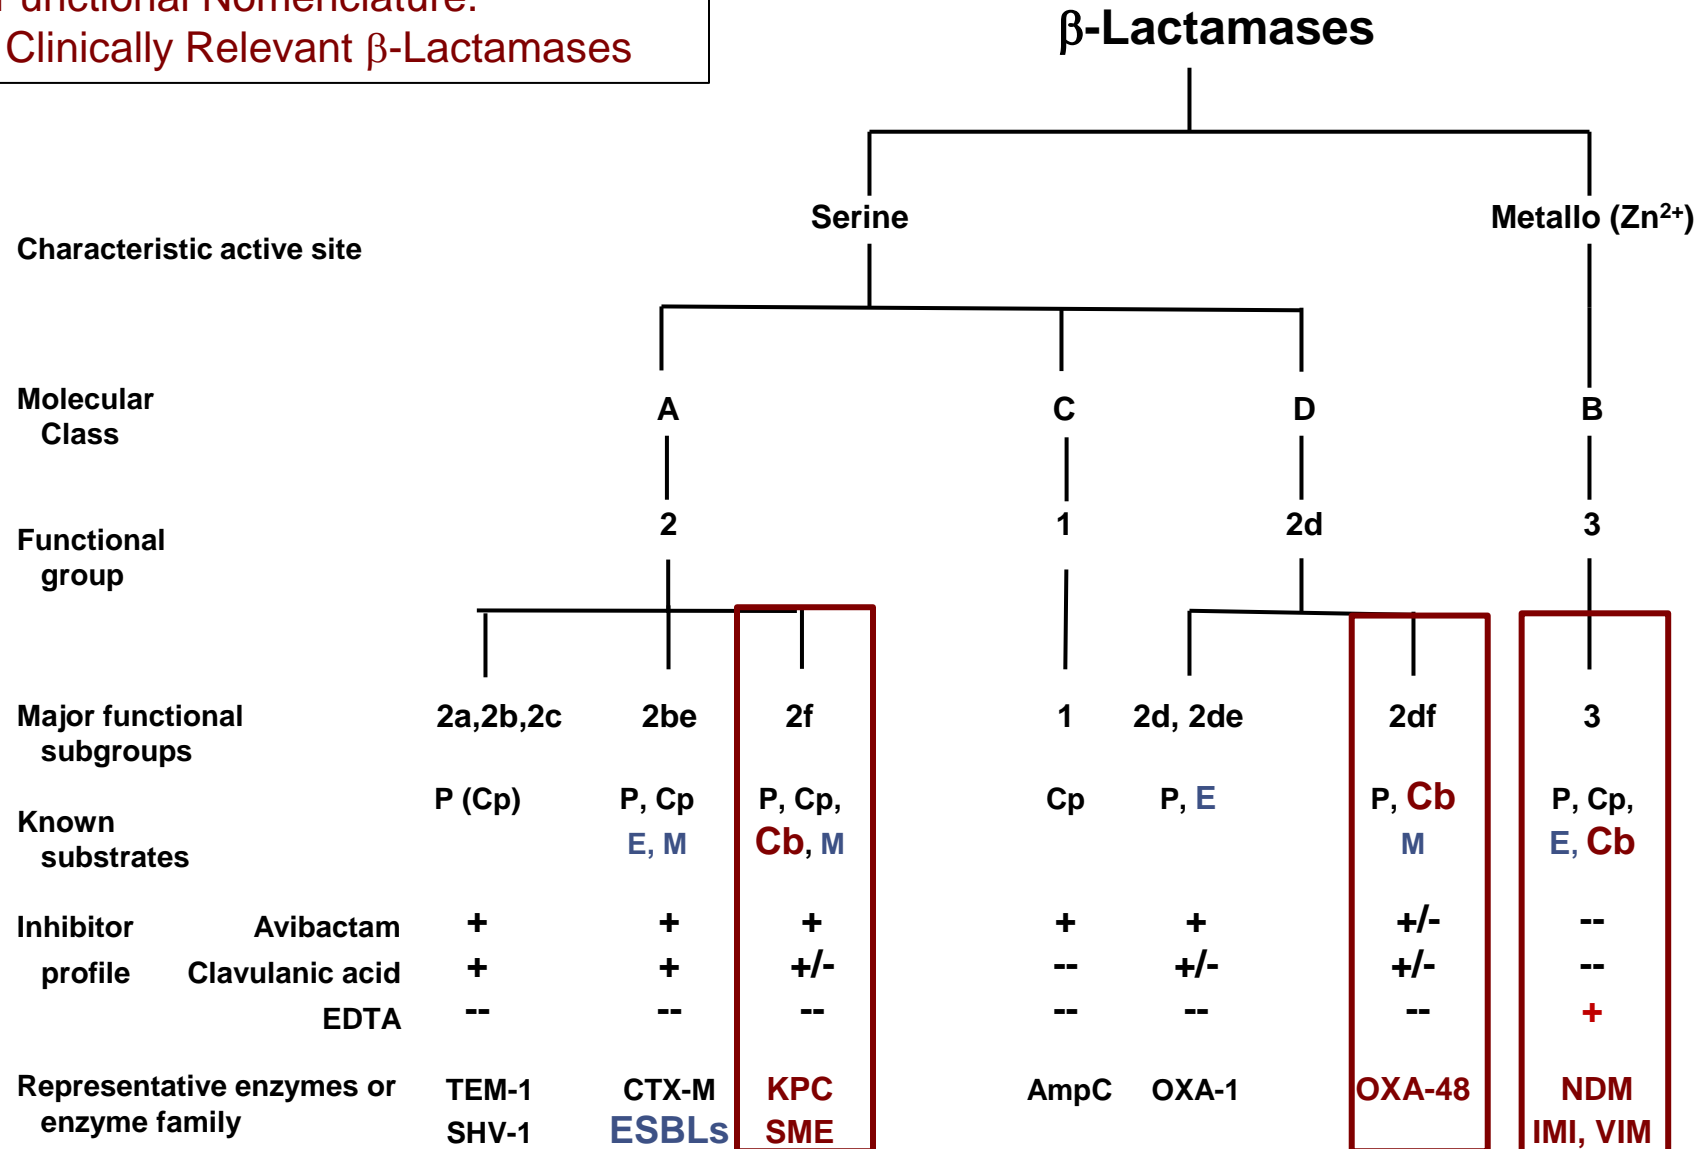 Functional Nomenclature:
Clinically Relevant β-Lactamases
β-Lactamases
Serine
Metallo (Zn²⁺)
Characteristic active site
Molecular
Class
A
C
D
B
Functional
group
2
1
2d
3
Major functional
subgroups
2a,2b,2c
2be
2f
1
2d, 2de
2df
3
Known
substrates
P (Cp)
P, Cp
E, M
P, Cp,
Cb, M
Cp
P, E
P, Cb
M
P, Cp,
E, Cb
Inhibitor
profile
Avibactam
+ + + + + +/- --
Clavulanic acid
+ + +/- -- +/- +/- --
EDTA
-- -- -- -- -- -- +
Representative enzymes or
enzyme family
TEM-1
SHV-1
CTX-M
ESBLs
KPC
SME
AmpC
OXA-1
OXA-48
NDM
IMI, VIM